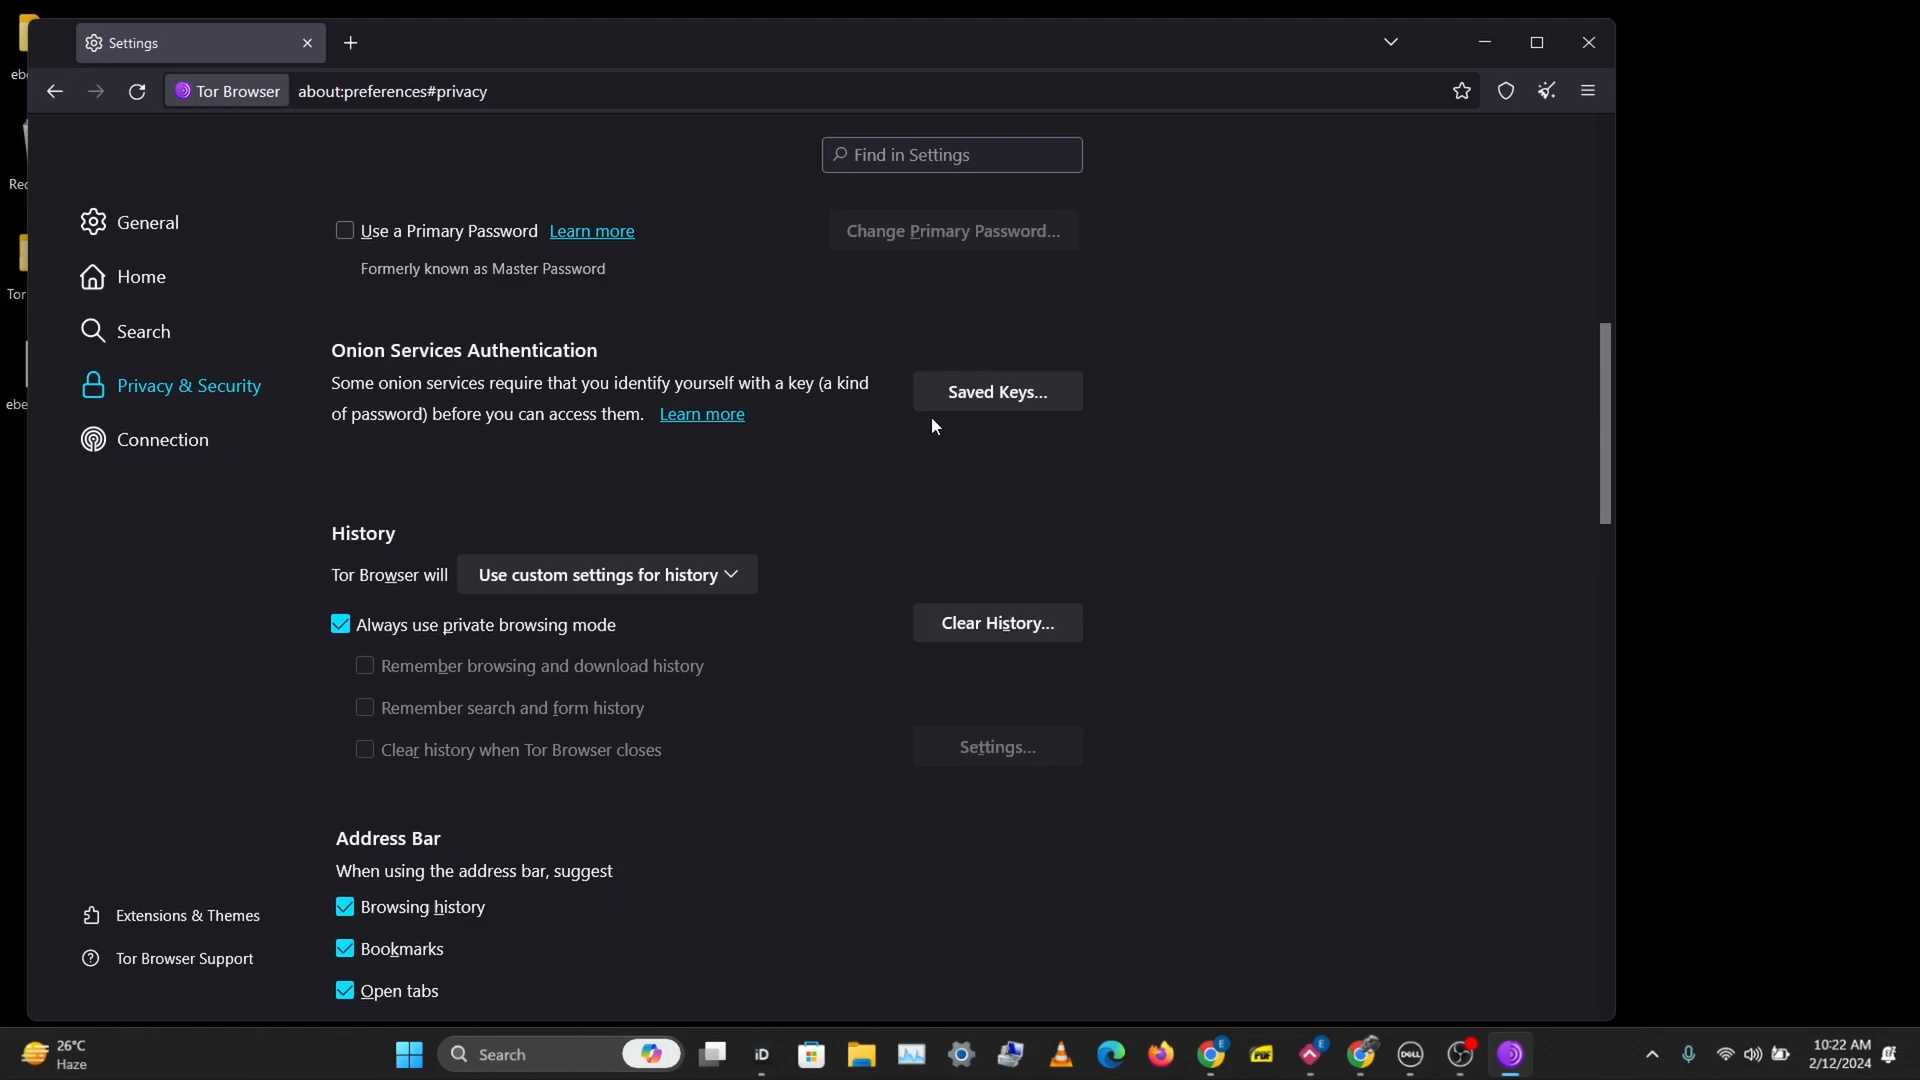 Settings
Tor Browser
about:preferences#privacy
Find in Settings
General
Home
Search
Privacy & Security
Connection
Extensions & Themes
Tor Browser Support
Use a Primary Password Learn more
Change Primary Password...
Formerly known as Master Password
Onion Services Authentication
Some onion services require that you identify yourself with a key (a kind
of password) before you can access them. Learn more
Saved Keys...
History
Tor Browser will Use custom settings for history
Always use private browsing mode
Clear History...
Remember browsing and download history
Remember search and form history
Clear history when Tor Browser closes
Settings...
Address Bar
When using the address bar, suggest
Browsing history
Bookmarks
Open tabs
Tor
26°C
Haze
Search
iD
DELL
10:22 AM
2/12/2024